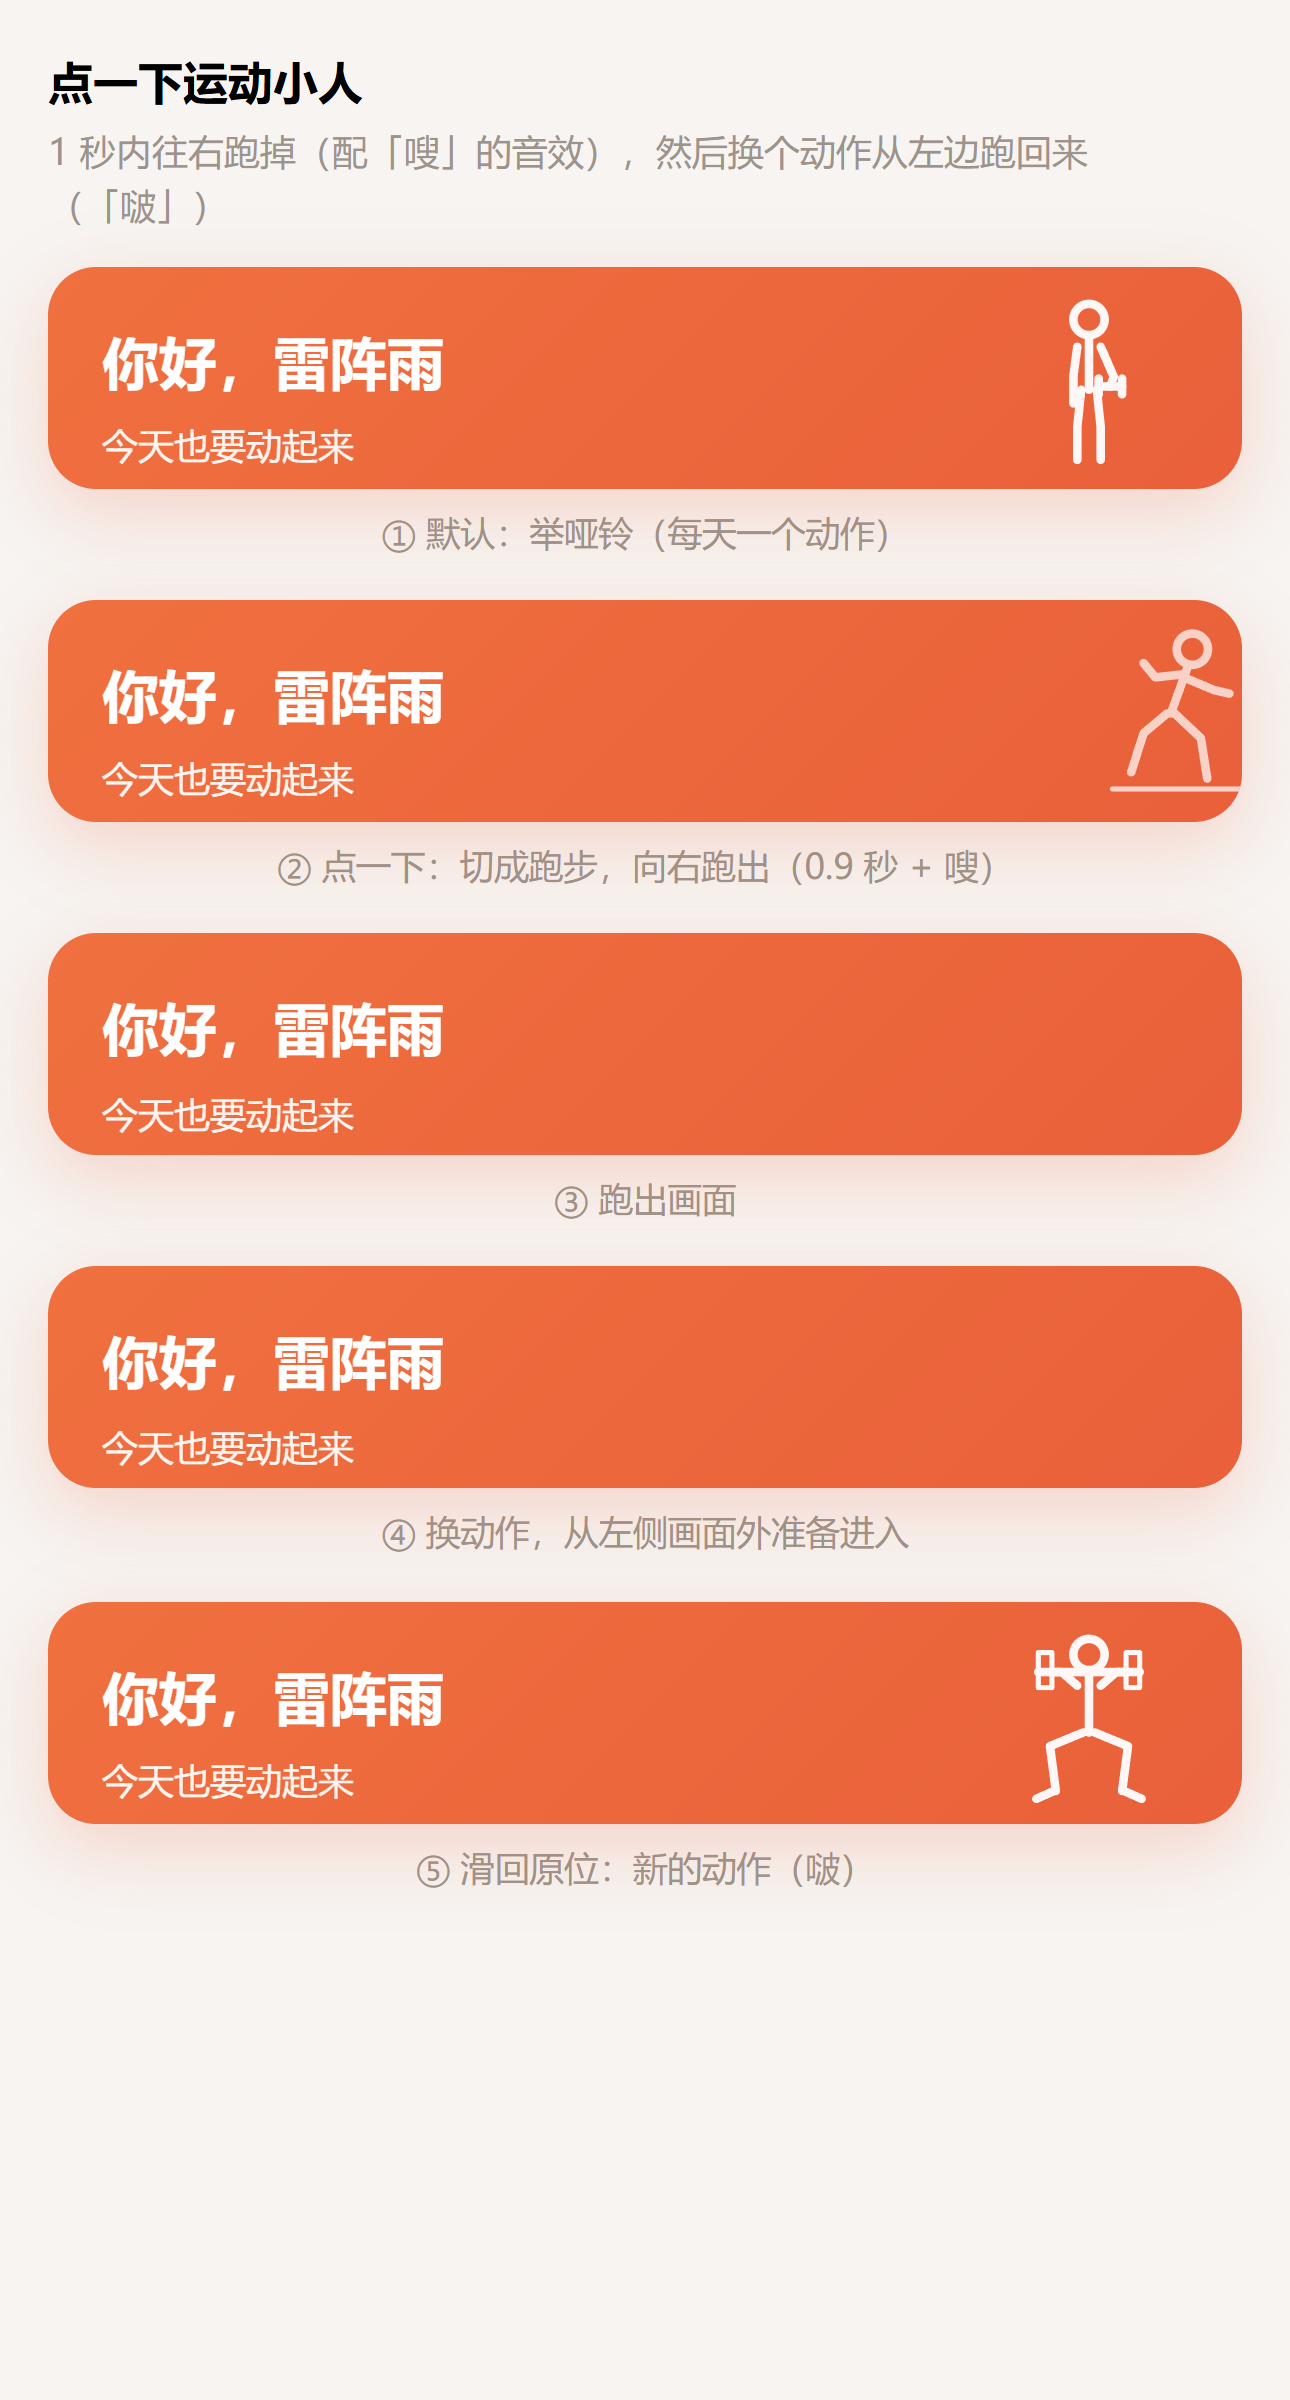 点一下运动小人
1 秒内往右跑掉（配「嗖」的音效），然后换个动作从左边跑回来
（「啵」）
你好，雷阵雨
今天也要动起来
① 默认：举哑铃（每天一个动作）
你好，雷阵雨
今天也要动起来
② 点一下：切成跑步，向右跑出（0.9 秒 + 嗖）
你好，雷阵雨
今天也要动起来
③ 跑出画面
你好，雷阵雨
今天也要动起来
④ 换动作，从左侧画面外准备进入
你好，雷阵雨
今天也要动起来
⑤ 滑回原位：新的动作（啵）